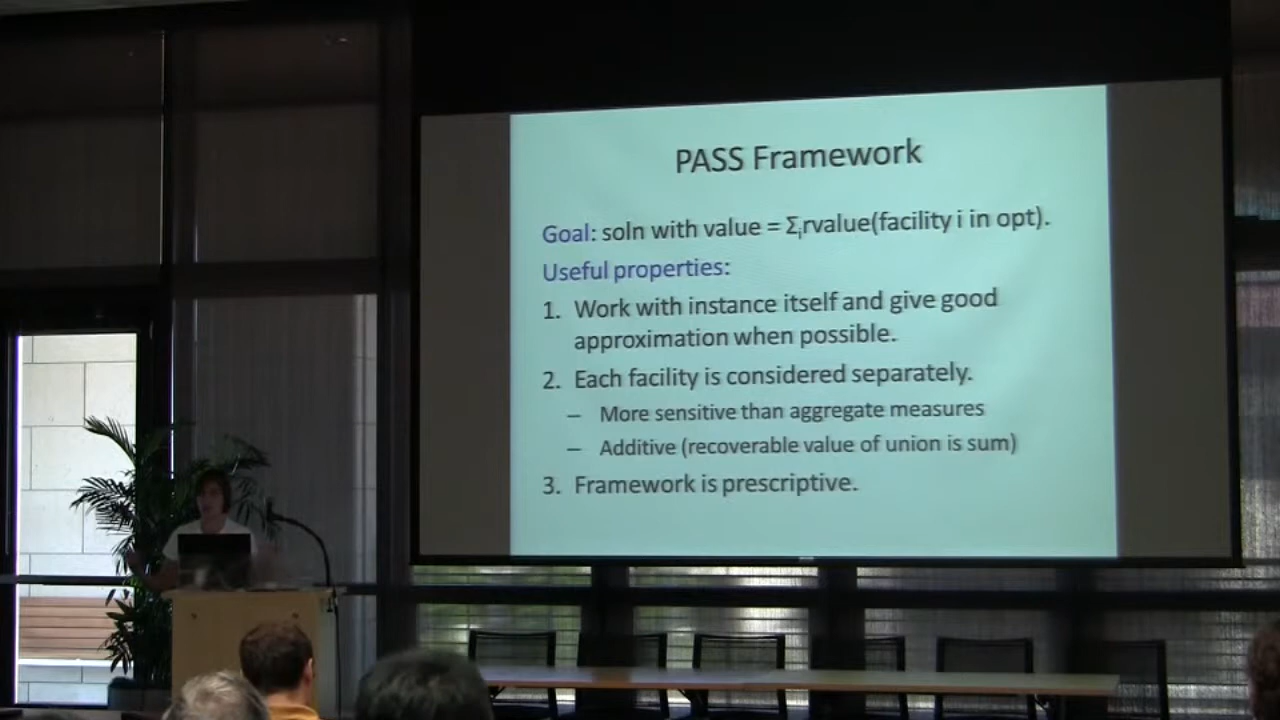 PASS Framework
Goal: soln with value = Σᵢrvalue(facility i in opt).
Useful properties:
1. Work with instance itself and give good
approximation when possible.
2. Each facility is considered separately.
– More sensitive than aggregate measures
– Additive (recoverable value of union is sum)
3. Framework is prescriptive.